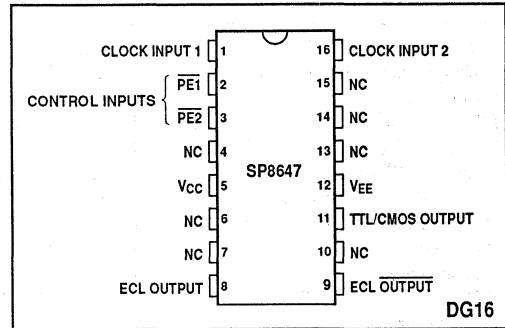 CLOCK INPUT 1 1 16 CLOCK INPUT 2
PE1 2 15 NC
CONTROL INPUTS
PE2 3 14 NC
NC 4 13 NC
SP8647
VCC 5 12 VEE
NC 6 11 TTL/CMOS OUTPUT
NC 7 10 NC
ECL OUTPUT 8 9 ECL OUTPUT
DG16